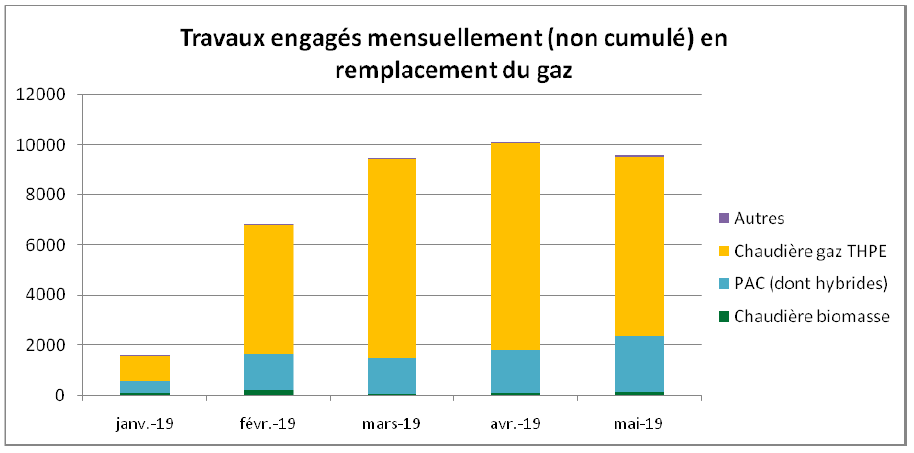 Travaux engagés mensuellement (non cumulé) en
remplacement du gaz
12000
10000
8000
6000
4000
2000
0
janv.-19
févr.-19
mars-19
avr.-19
mai-19
Autres
Chaudière gaz THPE
PAC (dont hybrides)
Chaudière biomasse